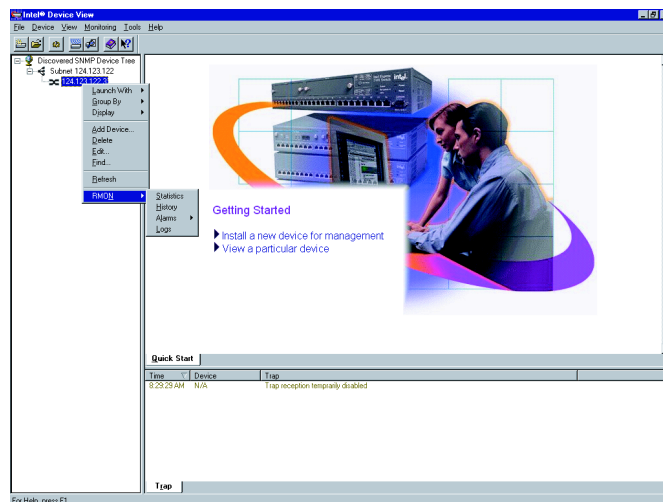 Intel® Device View
File Device View Monitoring Tools Help
Discovered SNMP Device Tree
Subnet 124.123.122
124.123.122.3
Launch With
Group By
Display
Add Device...
Delete
Edit...
Find...
Refresh
RMON
Statistics
History
Alarms
Logs
intel
Getting Started
Install a new device for management
View a particular device
Quick Start
Time Device Trap
8:29:29 AM N/A Trap reception temprarily disabled
Trap
For Help, press F1